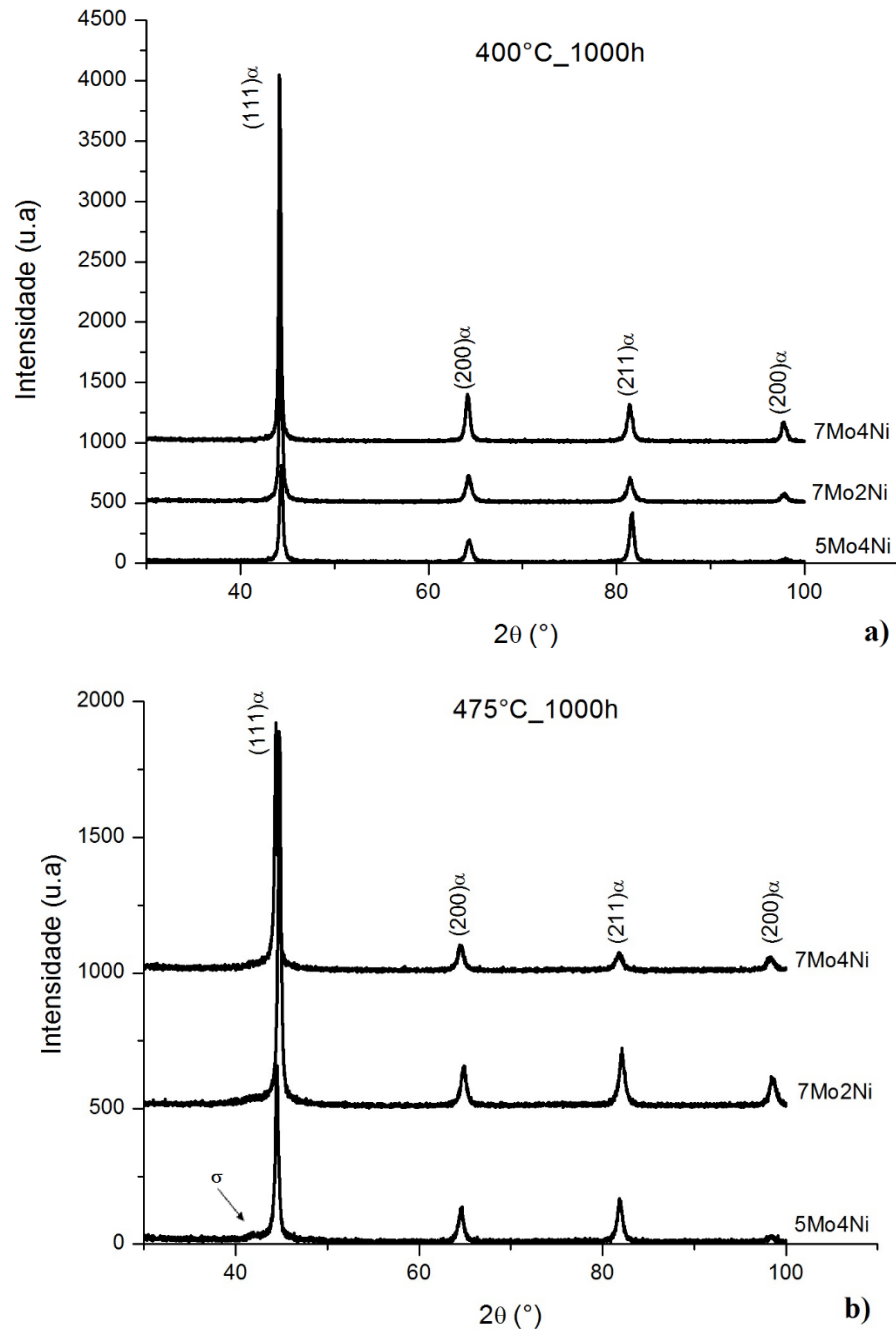 400°C_1000h
4500
4000
3500
3000
2500
2000
1500
1000
500
0
Intensidade (u.a)
(111)α
(200)α
(211)α
(200)α
7Mo4Ni
7Mo2Ni
5Mo4Ni
40
60
80
100
2θ (°)
a)
475°C_1000h
2000
1500
1000
500
0
Intensidade (u.a)
(111)α
(200)α
(211)α
(200)α
7Mo4Ni
7Mo2Ni
σ
5Mo4Ni
40
60
80
100
2θ (°)
b)